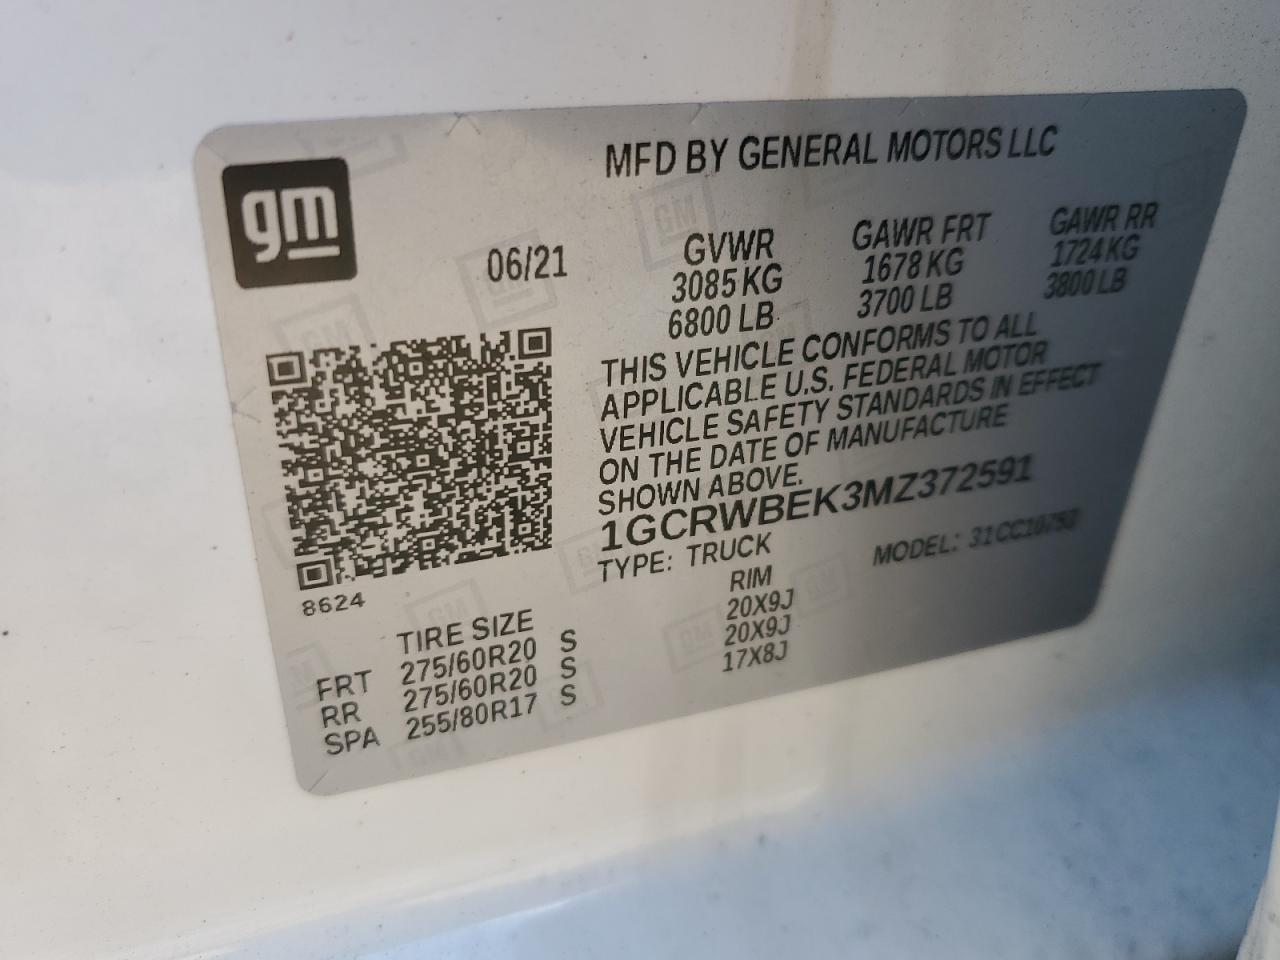 gm
MFD BY GENERAL MOTORS LLC
06/21
GVWR GAWR FRT GAWR RR
3085 KG 1678 KG 1724 KG
6800 LB 3700 LB 3800 LB
THIS VEHICLE CONFORMS TO ALL
APPLICABLE U.S. FEDERAL MOTOR
VEHICLE SAFETY STANDARDS IN EFFECT
ON THE DATE OF MANUFACTURE
SHOWN ABOVE.
1GCRWBEK3MZ372591
TYPE: TRUCK MODEL:
8624
TIRE SIZE RIM
FRT 275/60R20 S 20X9J
RR 275/60R20 S 20X9J
SPA 255/80R17 S 17X8J